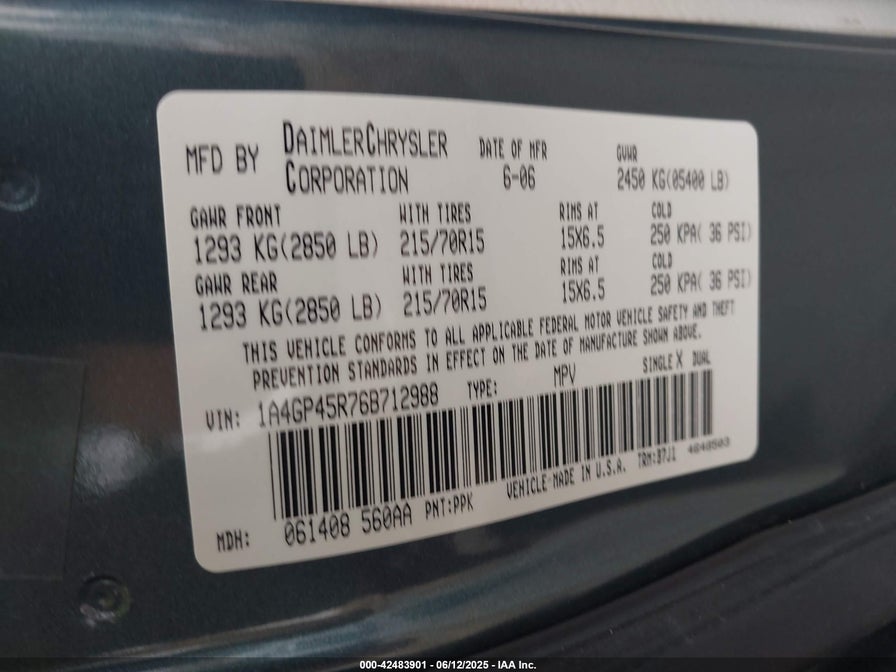 MFD BY DAIMLERCHRYSLER CORPORATION DATE OF MFR 6-06 GVWR 2450 KG(05400 LB)
GAWR FRONT WITH TIRES RIMS AT COLD
1293 KG(2850 LB) 215/70R15 15X6.5 250 KPA( 36 PSI)
GAWR REAR WITH TIRES RIMS AT COLD
1293 KG(2850 LB) 215/70R15 15X6.5 250 KPA( 36 PSI)
THIS VEHICLE CONFORMS TO ALL APPLICABLE FEDERAL MOTOR VEHICLE SAFETY AND THEFT
PREVENTION STANDARDS IN EFFECT ON THE DATE OF MANUFACTURE SHOWN ABOVE.
VIN: 1A4GP45R76B712988 TYPE: MPV SINGLE X DUAL
MDH: 061408 560AA PNT:PPK VEHICLE MADE IN U.S.A. TRM:B7J1 4648503
000-42483901 - 06/12/2025 - IAA Inc.